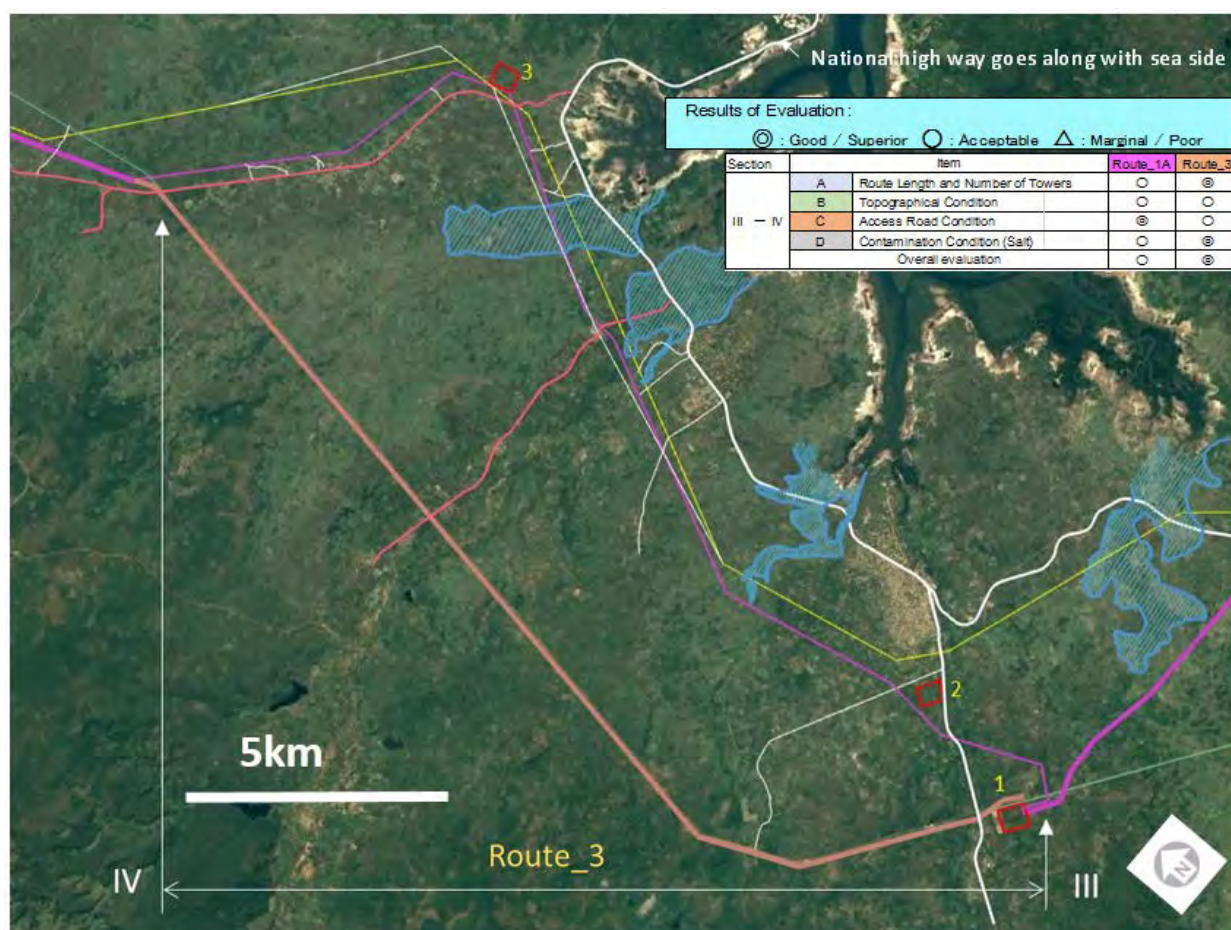 National high way goes along with sea side
3
Results of Evaluation :
◎ : Good / Superior ○ : Acceptable △ : Marginal / Poor
Section Item Route_1A Route_3
III − IV
A Route Length and Number of Towers ○ ◎
B Topographical Condition ○ ○
C Access Road Condition ◎ ○
D Contamination Condition (Salt) ○ ◎
Overall evaluation ○ ◎
2
5km
1
Route_3
IV
III
N